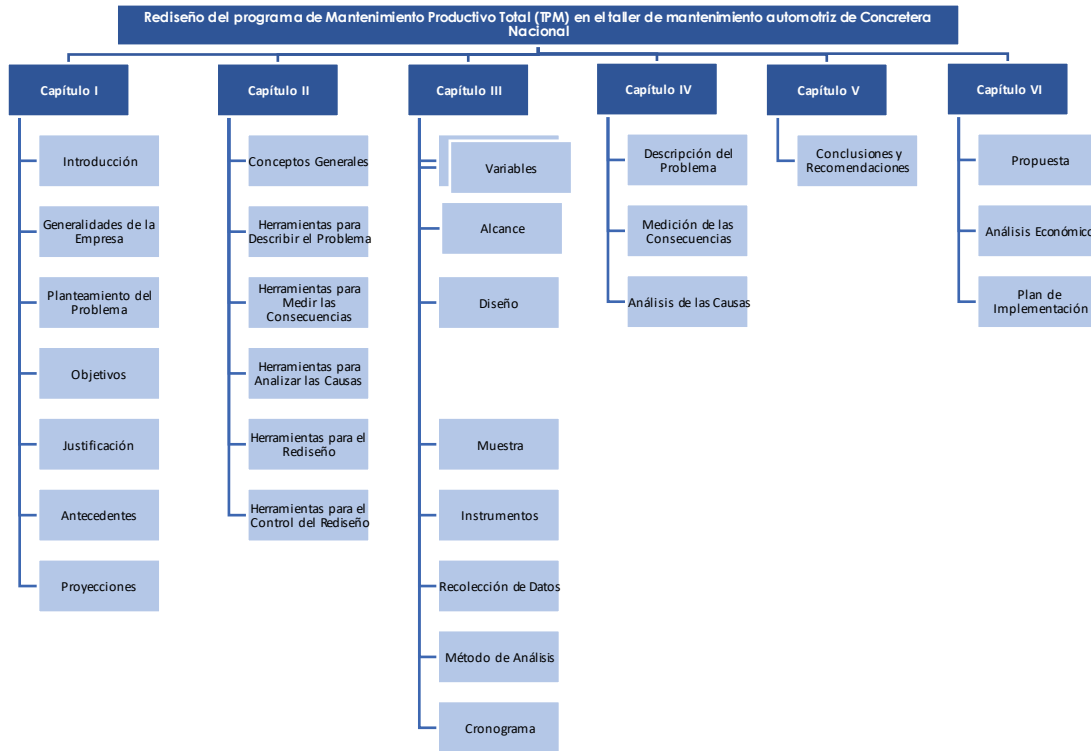 Rediseño del programa de Mantenimiento Productivo Total (TPM) en el taller de mantenimiento automotriz de Concretera
Nacional
Capítulo I
Introducción
Generalidades de la
Empresa
Planteamiento del
Problema
Objetivos
Justificación
Antecedentes
Proyecciones
Capítulo II
Conceptos Generales
Herramientas para
Describir el Problema
Herramientas para
Medir las
Consecuencias
Herramientas para
Analizar las Causas
Herramientas para el
Rediseño
Herramientas para el
Control del Rediseño
Capítulo III
Variables
Alcance
Diseño
Muestra
Instrumentos
Recolección de Datos
Método de Análisis
Cronograma
Capítulo IV
Descripción del
Problema
Medición de las
Consecuencias
Análisis de las Causas
Capítulo V
Conclusiones y
Recomendaciones
Capítulo VI
Propuesta
Análisis Económico
Plan de
Implementación